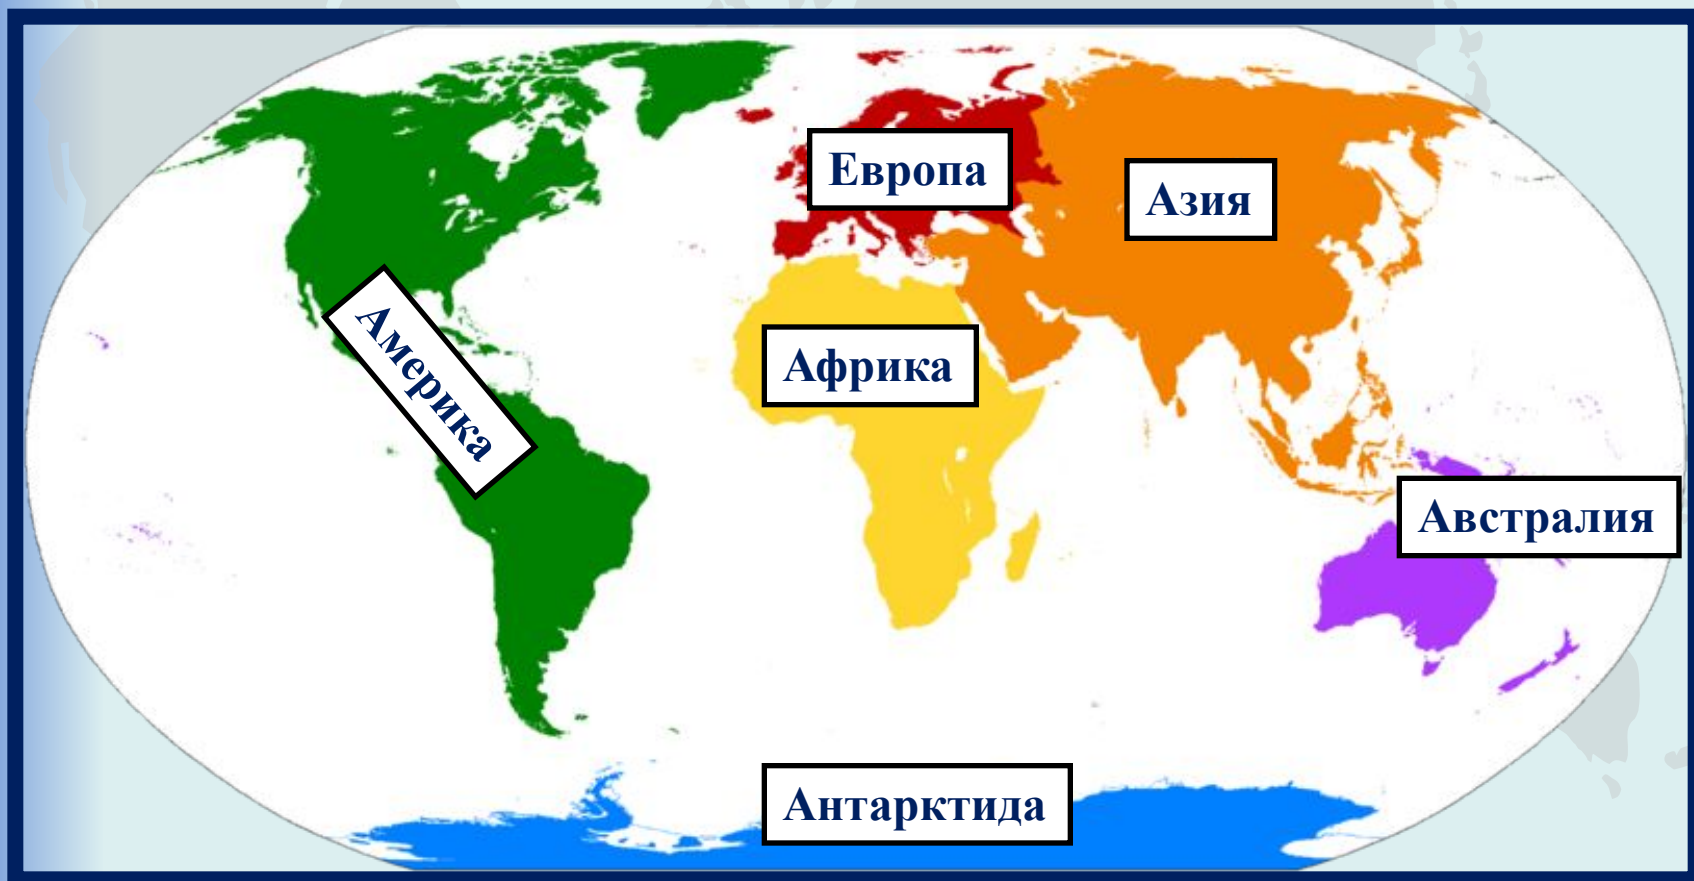 Европа
Азия
Америка
Африка
Австралия
Антарктида